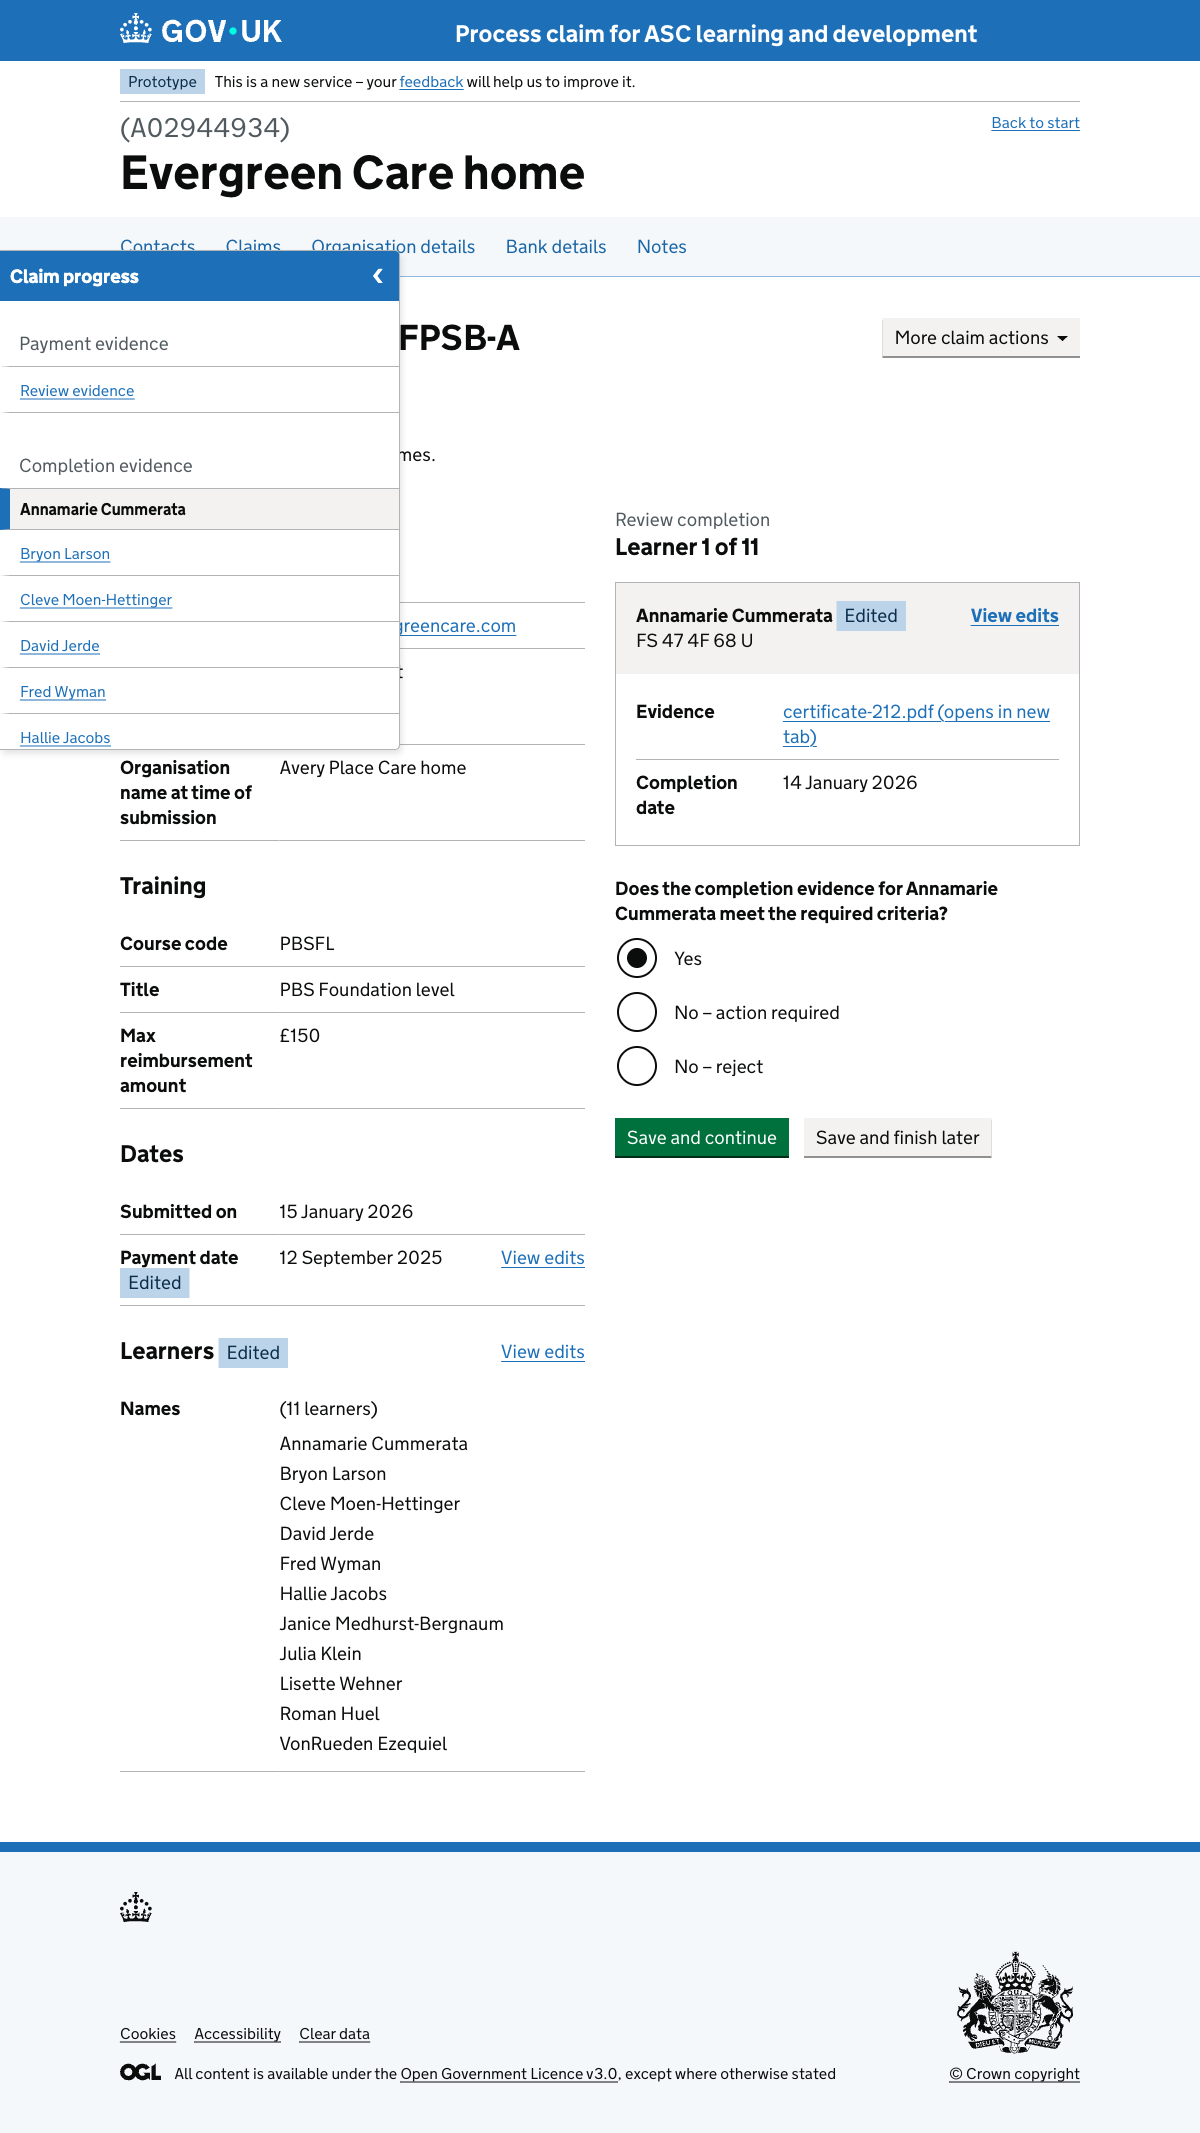 GOV·UK
Process claim for ASC learning and development
Prototype This is a new service – your feedback will help us to improve it.
(A02944934)
Back to start
Evergreen Care home
Contacts Claims Organisation details Bank details Notes
Claim progress
Payment evidence
Review evidence
Completion evidence
Annamarie Cummerata
Bryon Larson
Cleve Moen-Hettinger
David Jerde
Fred Wyman
Hallie Jacobs
FPSB-A
More claim actions
mes.
greencare.com
Organisation name at time of submission Avery Place Care home
Training
Course code PBSFL
Title PBS Foundation level
Max reimbursement amount £150
Dates
Submitted on 15 January 2026
Payment date Edited 12 September 2025 View edits
Learners Edited View edits
Names (11 learners)
Annamarie Cummerata
Bryon Larson
Cleve Moen-Hettinger
David Jerde
Fred Wyman
Hallie Jacobs
Janice Medhurst-Bergnaum
Julia Klein
Lisette Wehner
Roman Huel
VonRueden Ezequiel
Review completion
Learner 1 of 11
Annamarie Cummerata Edited View edits
FS 47 4F 68 U
Evidence certificate-212.pdf (opens in new tab)
Completion date 14 January 2026
Does the completion evidence for Annamarie
Cummerata meet the required criteria?
Yes
No – action required
No – reject
Save and continue Save and finish later
Cookies Accessibility Clear data
OGL All content is available under the Open Government Licence v3.0, except where otherwise stated
© Crown copyright